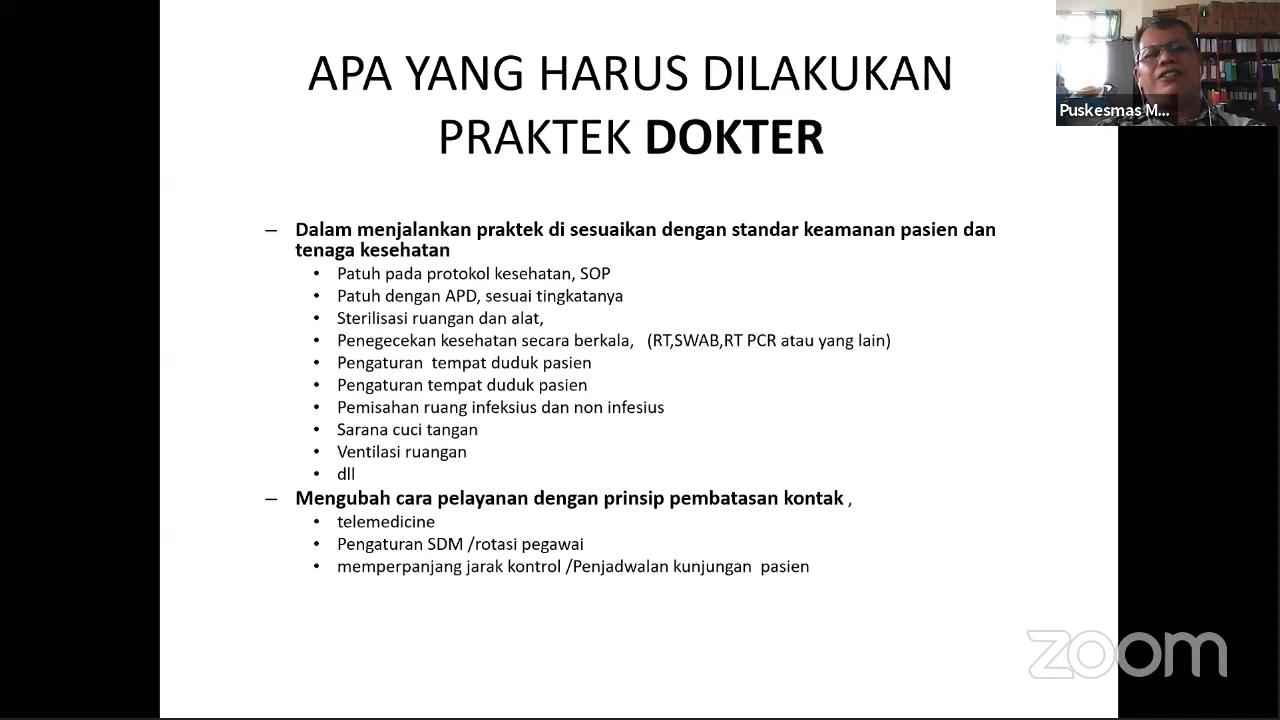 APA YANG HARUS DILAKUKAN
PRAKTEK DOKTER
Puskesmas M...
– Dalam menjalankan praktek di sesuaikan dengan standar keamanan pasien dan
tenaga kesehatan
• Patuh pada protokol kesehatan, SOP
• Patuh dengan APD, sesuai tingkatanya
• Sterilisasi ruangan dan alat,
• Penegecekan kesehatan secara berkala, (RT,SWAB,RT PCR atau yang lain)
• Pengaturan tempat duduk pasien
• Pengaturan tempat duduk pasien
• Pemisahan ruang infeksius dan non infesius
• Sarana cuci tangan
• Ventilasi ruangan
• dll
– Mengubah cara pelayanan dengan prinsip pembatasan kontak ,
• telemedicine
• Pengaturan SDM /rotasi pegawai
• memperpanjang jarak kontrol /Penjadwalan kunjungan pasien
zoom